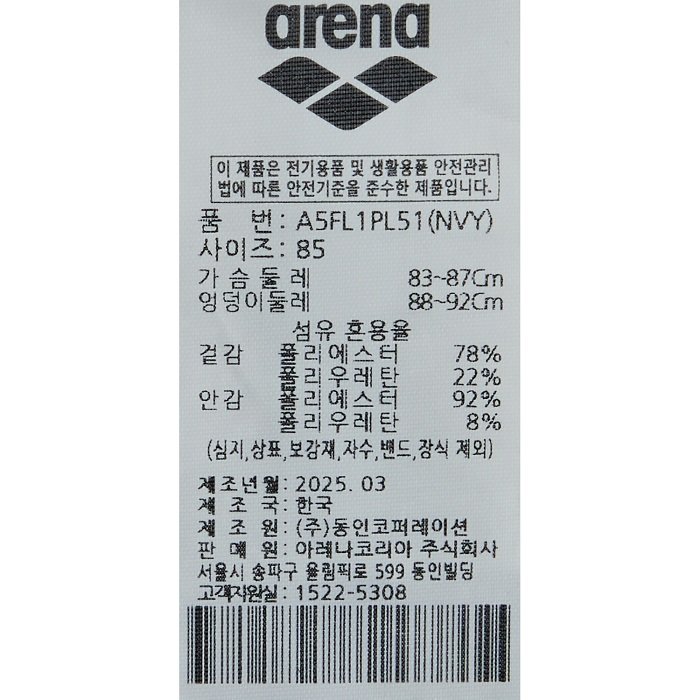 arena
이 제품은 전기용품 및 생활용품 안전관리
법에 따른 안전기준을 준수한 제품입니다.
품 번: A5FL1PL51(NVY)
사이즈: 85
가슴둘레 83~87Cm
엉덩이둘레 88~92Cm
섬유 혼용율
겉감 폴리에스터 78%
폴리우레탄 22%
안감 폴리에스터 92%
폴리우레탄 8%
(심지,상표,보강재,자수,밴드,장식 제외)
제조년월: 2025. 03
제 조 국: 한국
제 조 원: (주)동인코퍼레이션
판 매 원: 아레나코리아 주식회사
서울시 송파구 올림픽로 599 동인빌딩
고객지원실: 1522-5308